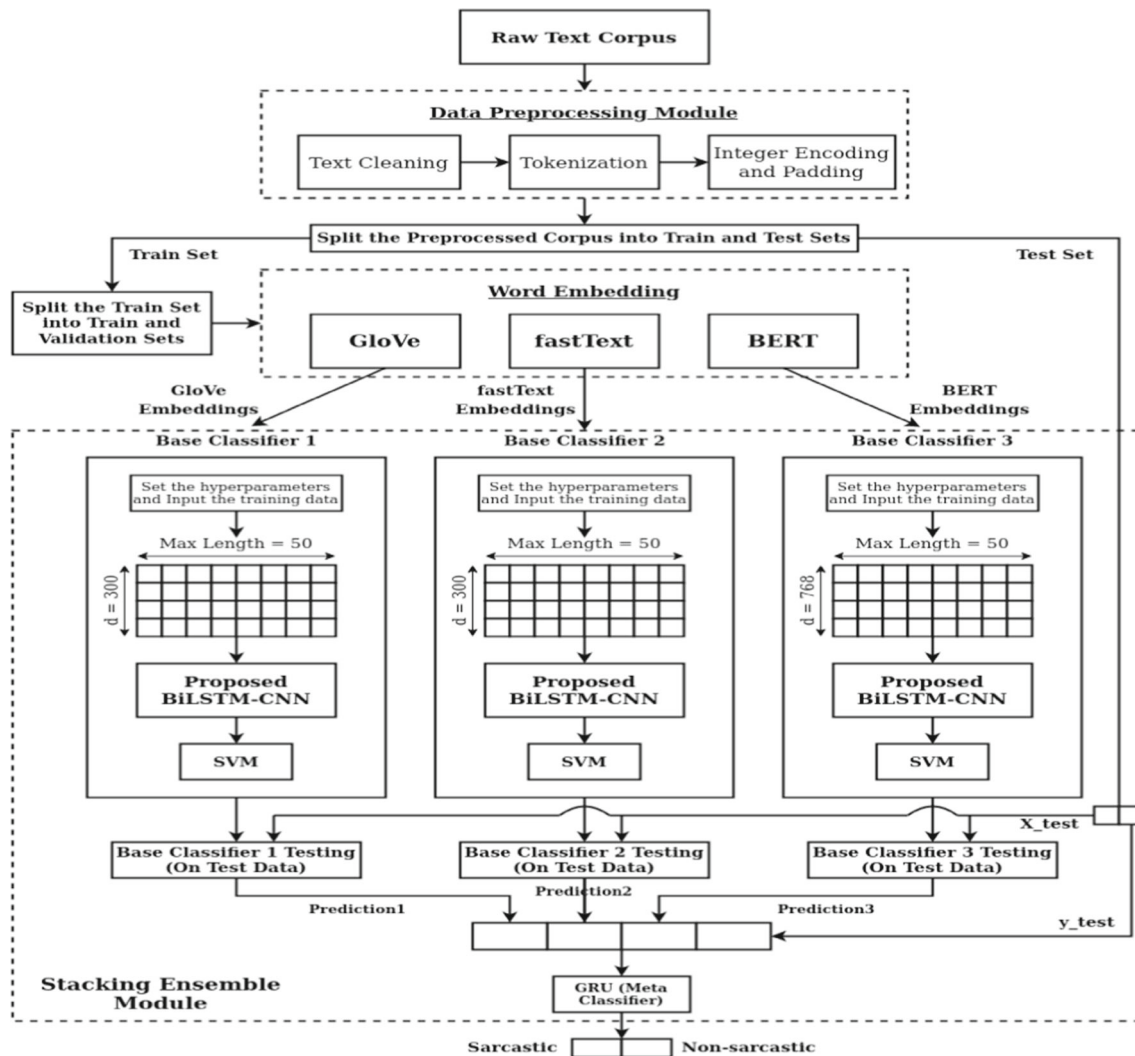 Raw Text Corpus
Data Preprocessing Module
Text Cleaning
Tokenization
Integer Encoding
and Padding
Split the Preprocessed Corpus into Train and Test Sets
Train Set
Test Set
Split the Train Set
into Train and
Validation Sets
Word Embedding
GloVe
fastText
BERT
GloVe
Embeddings
fastText
Embeddings
BERT
Embeddings
Base Classifier 1
Base Classifier 2
Base Classifier 3
Set the hyperparameters
and Input the training data
Max Length = 50
d = 300
Proposed
BiLSTM-CNN
SVM
Set the hyperparameters
and Input the training data
Max Length = 50
d = 300
Proposed
BiLSTM-CNN
SVM
Set the hyperparameters
and Input the training data
Max Length = 50
d = 768
Proposed
BiLSTM-CNN
SVM
X_test
Base Classifier 1 Testing
(On Test Data)
Base Classifier 2 Testing
(On Test Data)
Base Classifier 3 Testing
(On Test Data)
Prediction1
Prediction2
Prediction3
y_test
Stacking Ensemble
Module
GRU (Meta
Classifier)
Sarcastic
Non-sarcastic